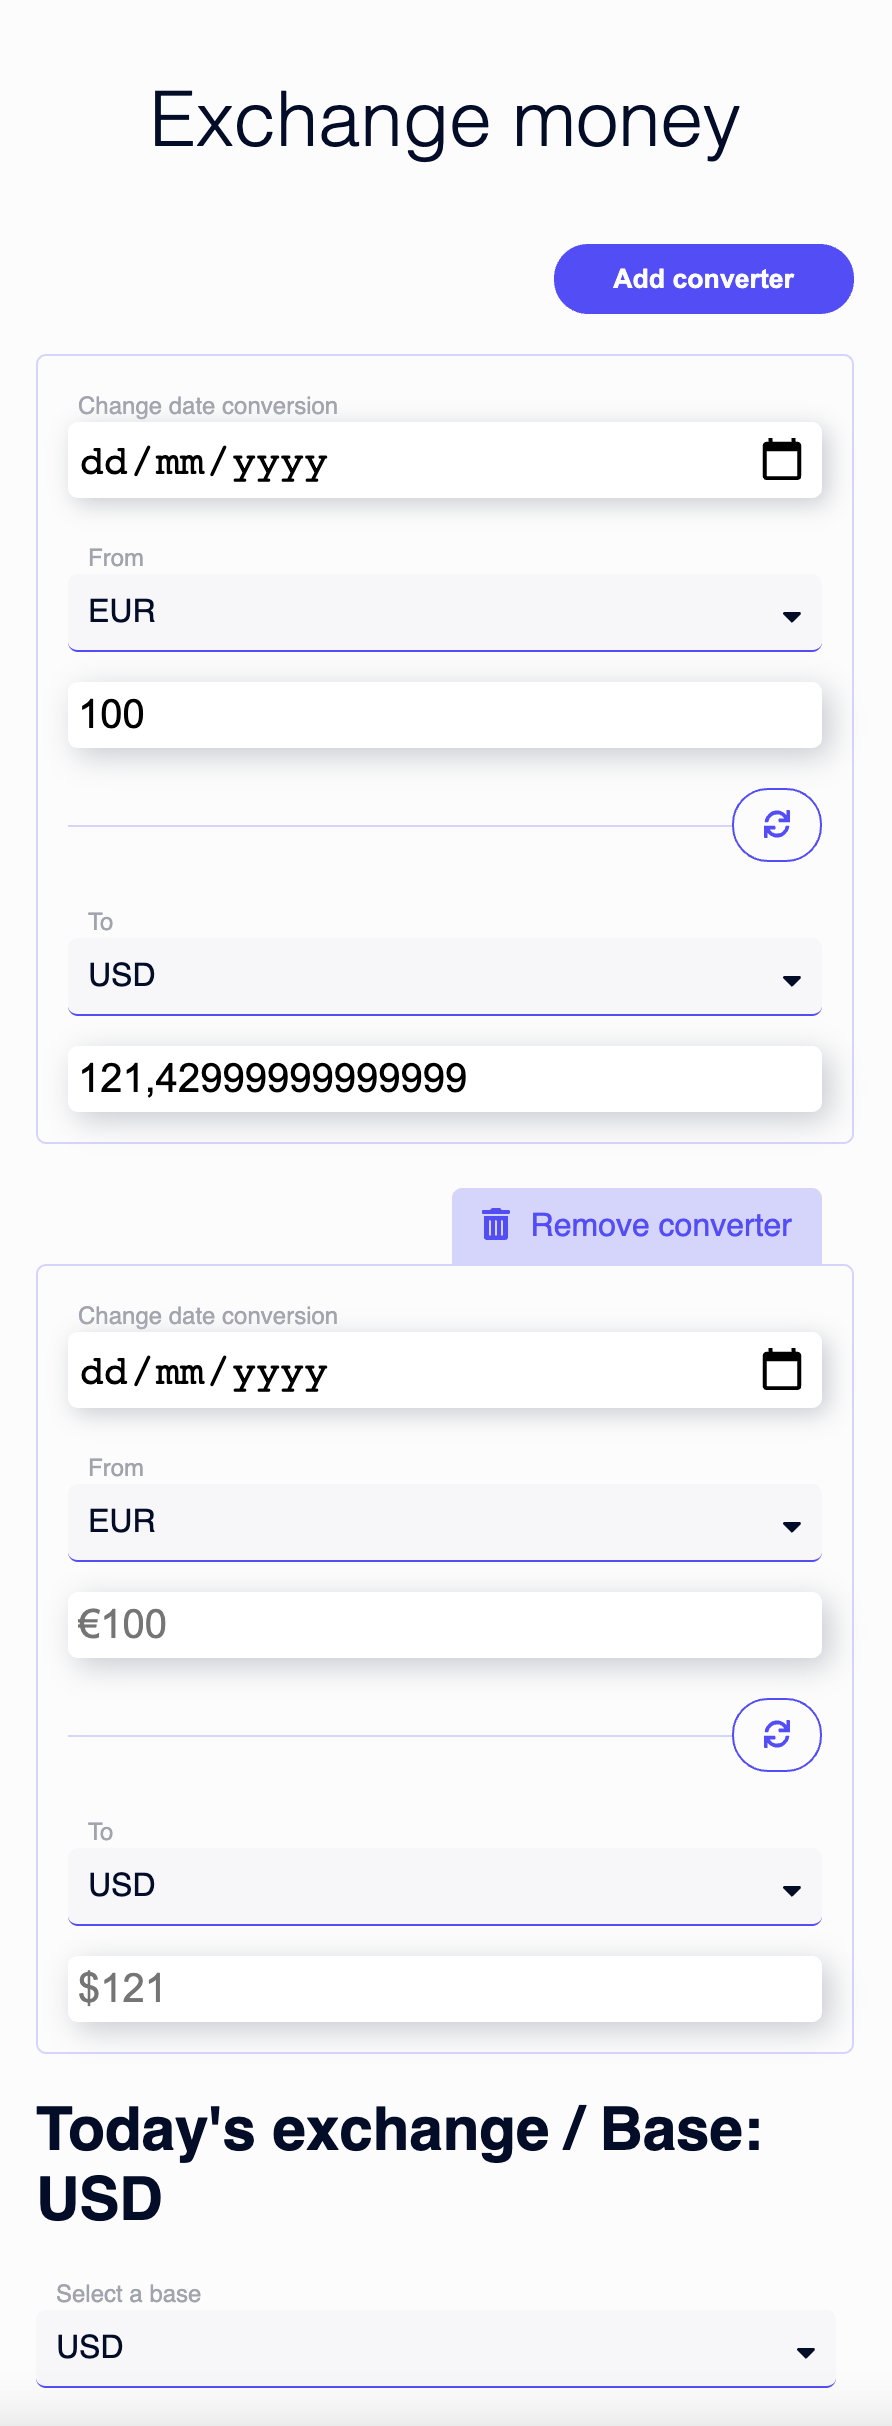 Exchange money
Add converter
Change date conversion
dd/mm/yyyy
From
EUR
100
To
USD
121,42999999999999
Remove converter
Change date conversion
dd/mm/yyyy
From
EUR
€100
To
USD
$121
Today's exchange / Base:
USD
Select a base
USD